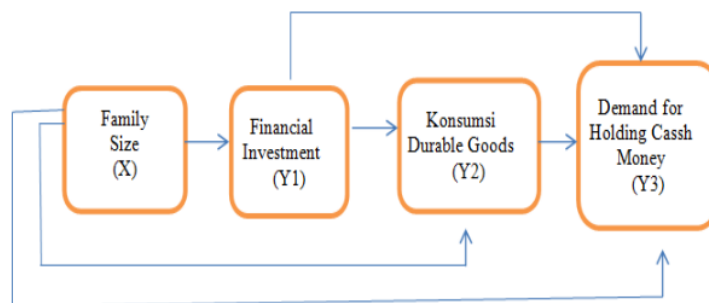 Family
Size
(X)
Financial
Investment
(Y1)
Konsumsi
Durable Goods
(Y2)
Demand for
Holding Cassh
Money
(Y3)